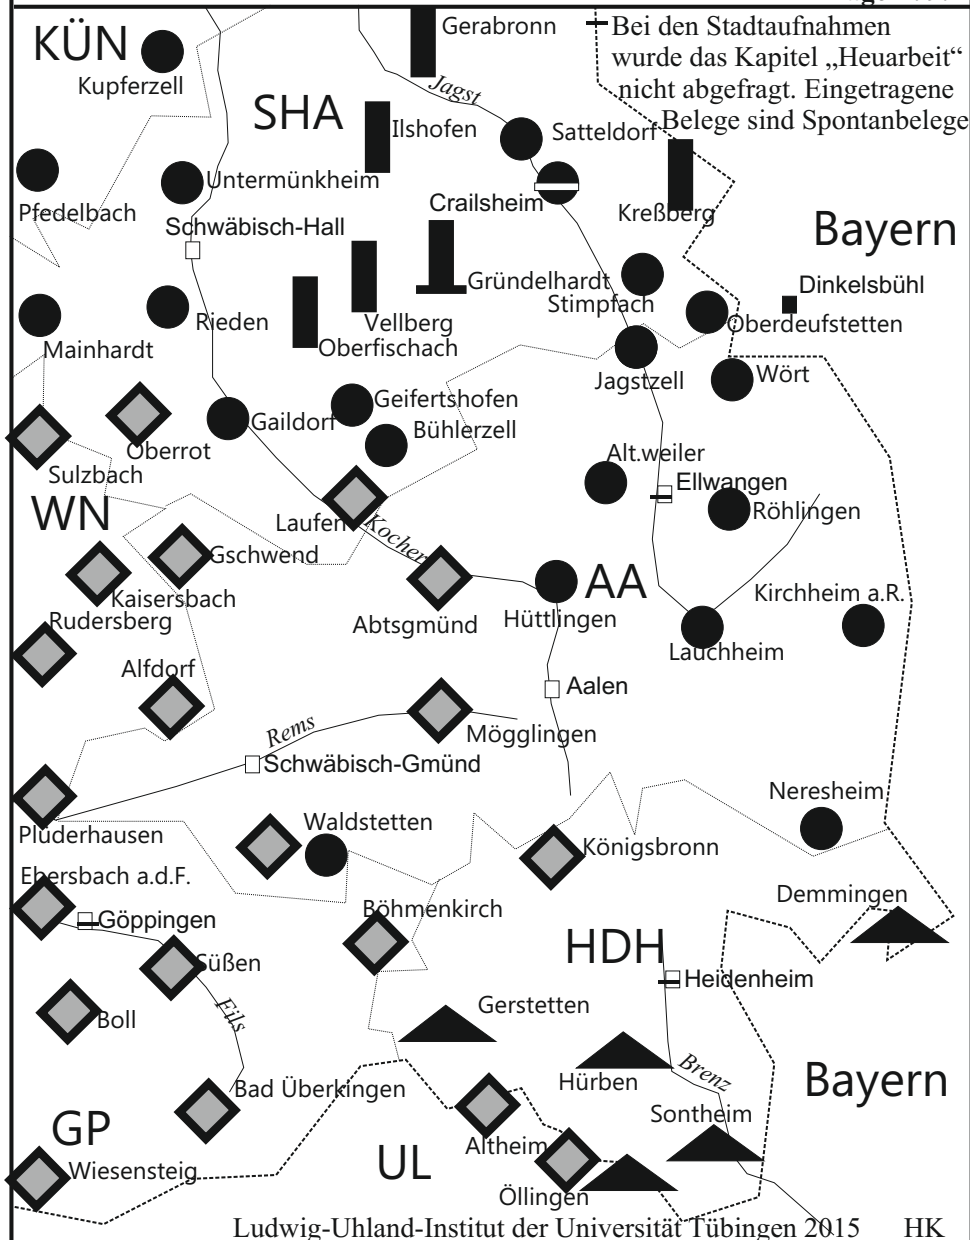 Gerabronn
Bei den Stadtaufnahmen
wurde das Kapitel „Heuarbeit“
nicht abgefragt. Eingetragene
Belege sind Spontanbelege
KÜN
Kupferzell
Jagst
SHA
Ilshofen
Satteldorf
Untermünkheim
Pfedelbach
Crailsheim
Kreßberg
Schwäbisch-Hall
Bayern
Gründelhardt
Dinkelsbühl
Stimpfach
Rieden
Vellberg
Oberdeufstetten
Mainhardt
Oberfischach
Jagstzell
Wört
Geifertshofen
Gaildorf
Bühlerzell
Oberrot
Alt.weiler
Sulzbach
Ellwangen
WN
Laufen
Kocher
Röhlingen
Gschwend
AA
Kaisersbach
Kirchheim a.R.
Rudersberg
Abtsgmünd
Hüttlingen
Lauchheim
Alfdorf
Aalen
Rems
Mögglingen
Schwäbisch-Gmünd
Neresheim
Waldstetten
Plüderhausen
Königsbronn
Ebersbach a.d.F.
Demmingen
Böhmenkirch
Göppingen
HDH
Süßen
Heidenheim
Gerstetten
Fils
Boll
Brenz
Hürben
Bayern
Bad Überkingen
Sontheim
GP
Altheim
UL
Wiesensteig
Öllingen
Ludwig-Uhland-Institut der Universität Tübingen 2015 HK